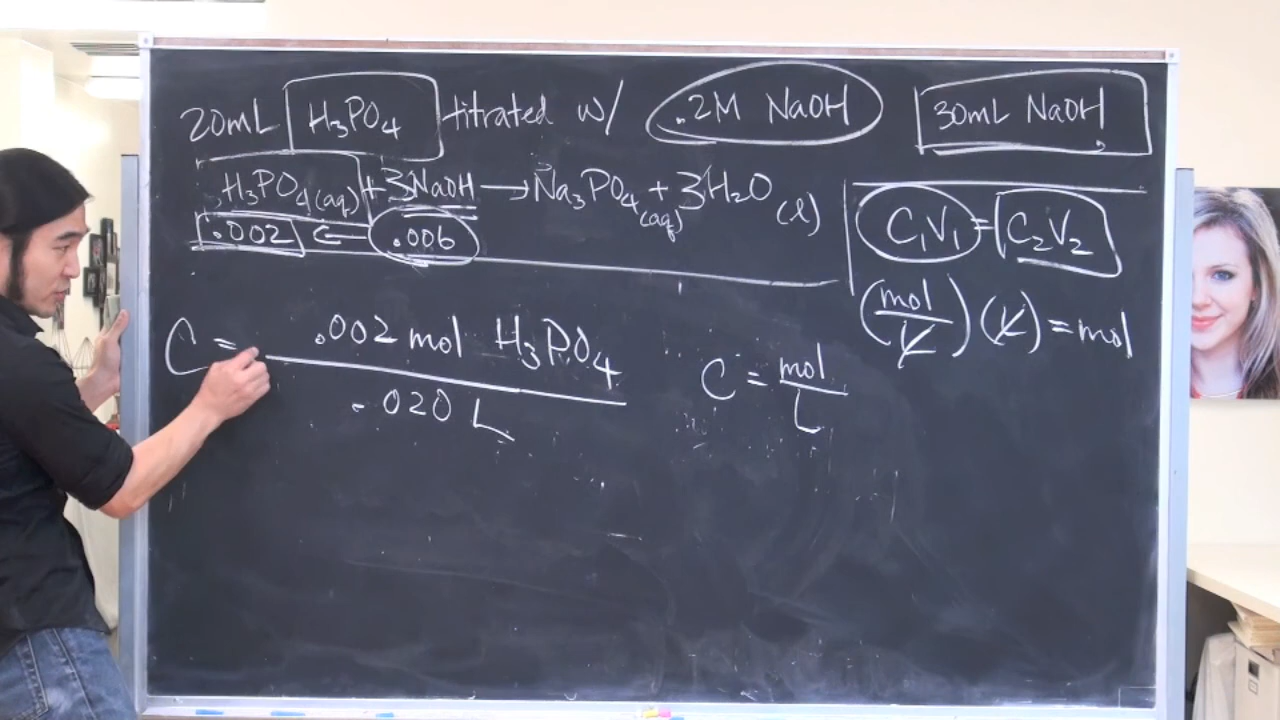 20mL H₃PO₄ titrated w/ .2M NaOH 30mL NaOH
H₃PO₄(aq) + 3NaOH → Na₃PO₄(aq) + 3H₂O(l)
.002 ← .006
C₁V₁ = C₂V₂
(mol/L)(L) = mol
C = .002 mol H₃PO₄ / .020 L
C = mol/L